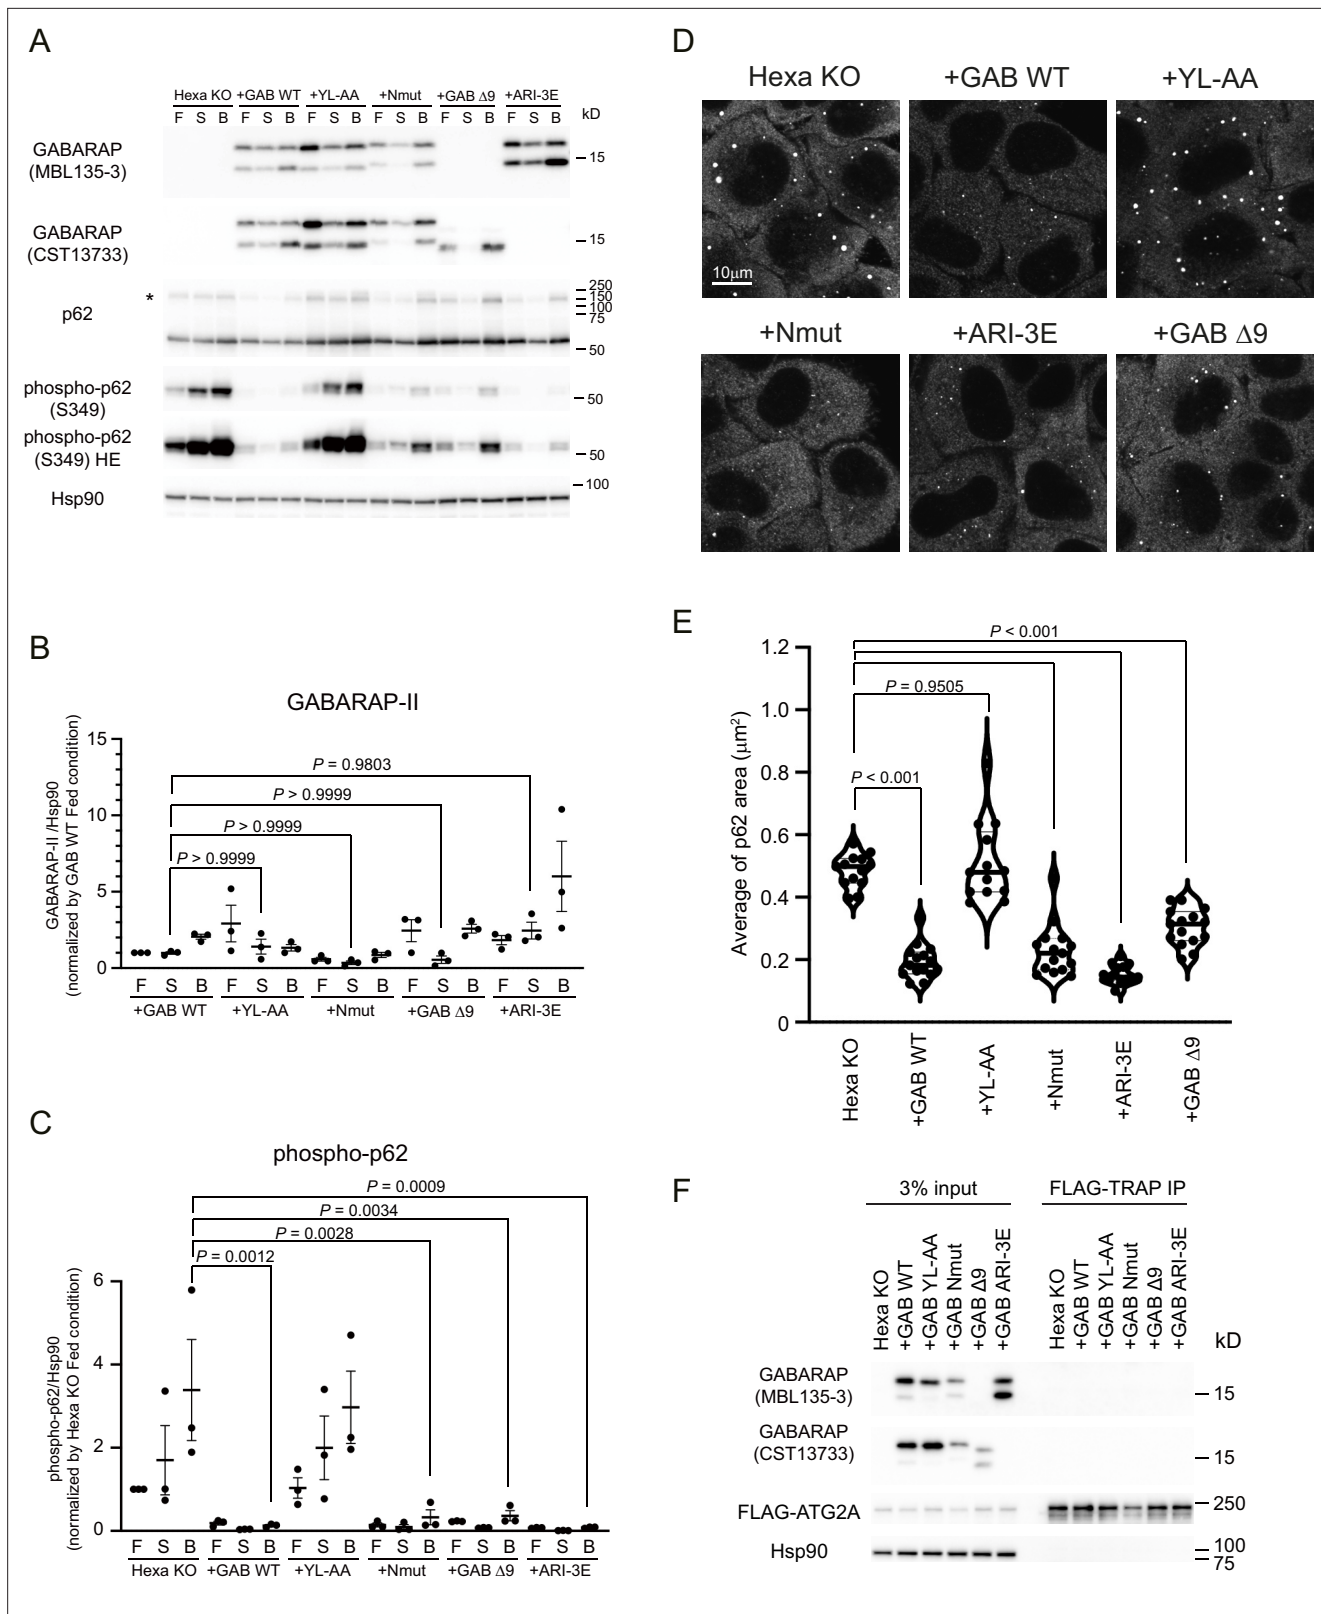 A
Hexa KO +GAB WT +YL-AA +Nmut +GAB Δ9 +ARI-3E
F S B F S B F S B F S B F S B F S B kD
GABARAP
(MBL135-3)
15
GABARAP
(CST13733)
15
*
p62
250
150
100
75
50
phospho-p62
(S349)
50
phospho-p62
(S349) HE
50
100
Hsp90
B
GABARAP-II
GABARAP-II /Hsp90
(normalized by GAB WT Fed condition)
15
10
5
0
P = 0.9803
P > 0.9999
P > 0.9999
P > 0.9999
F S B F S B F S B F S B F S B
+GAB WT +YL-AA +Nmut +GAB Δ9 +ARI-3E
C
phospho-p62
phospho-p62/Hsp90
(normalized by Hexa KO Fed condition)
6
4
2
0
P = 0.0009
P = 0.0034
P = 0.0028
P = 0.0012
F S B F S B F S B F S B F S B F S B
Hexa KO +GAB WT +YL-AA +Nmut +GAB Δ9 +ARI-3E
D
Hexa KO +GAB WT +YL-AA
10μm
+Nmut +ARI-3E +GAB Δ9
E
Average of p62 area (μm²)
1.2
1.0
0.8
0.6
0.4
0.2
0
P < 0.001
P = 0.9505
P < 0.001
Hexa KO
+GAB WT
+YL-AA
+Nmut
+ARI-3E
+GAB Δ9
F
3% input FLAG-TRAP IP
Hexa KO
+GAB WT
+GAB YL-AA
+GAB Nmut
+GAB Δ9
+GAB ARI-3E
Hexa KO
+GAB WT
+GAB YL-AA
+GAB Nmut
+GAB Δ9
+GAB ARI-3E
kD
GABARAP
(MBL135-3)
15
GABARAP
(CST13733)
15
FLAG-ATG2A
250
Hsp90
100
75